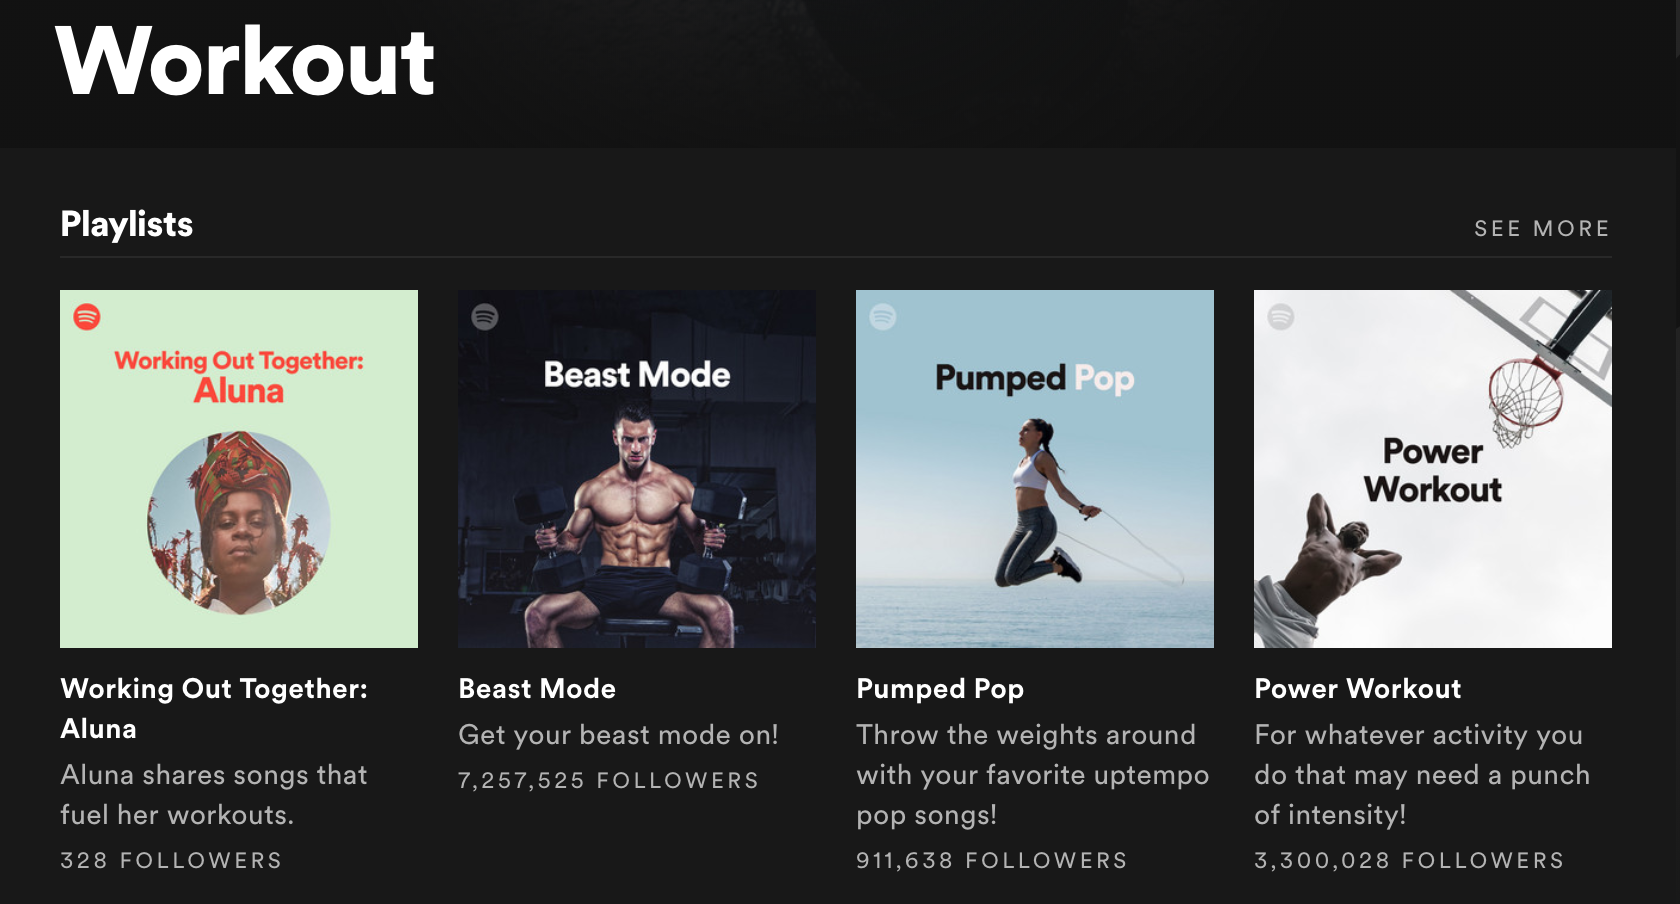 Workout
Playlists
SEE MORE
Working Out Together:
Aluna
Beast Mode
Pumped Pop
Power
Workout
Working Out Together:
Aluna
Aluna shares songs that
fuel her workouts.
328 FOLLOWERS
Beast Mode
Get your beast mode on!
7,257,525 FOLLOWERS
Pumped Pop
Throw the weights around
with your favorite uptempo
pop songs!
911,638 FOLLOWERS
Power Workout
For whatever activity you
do that may need a punch
of intensity!
3,300,028 FOLLOWERS